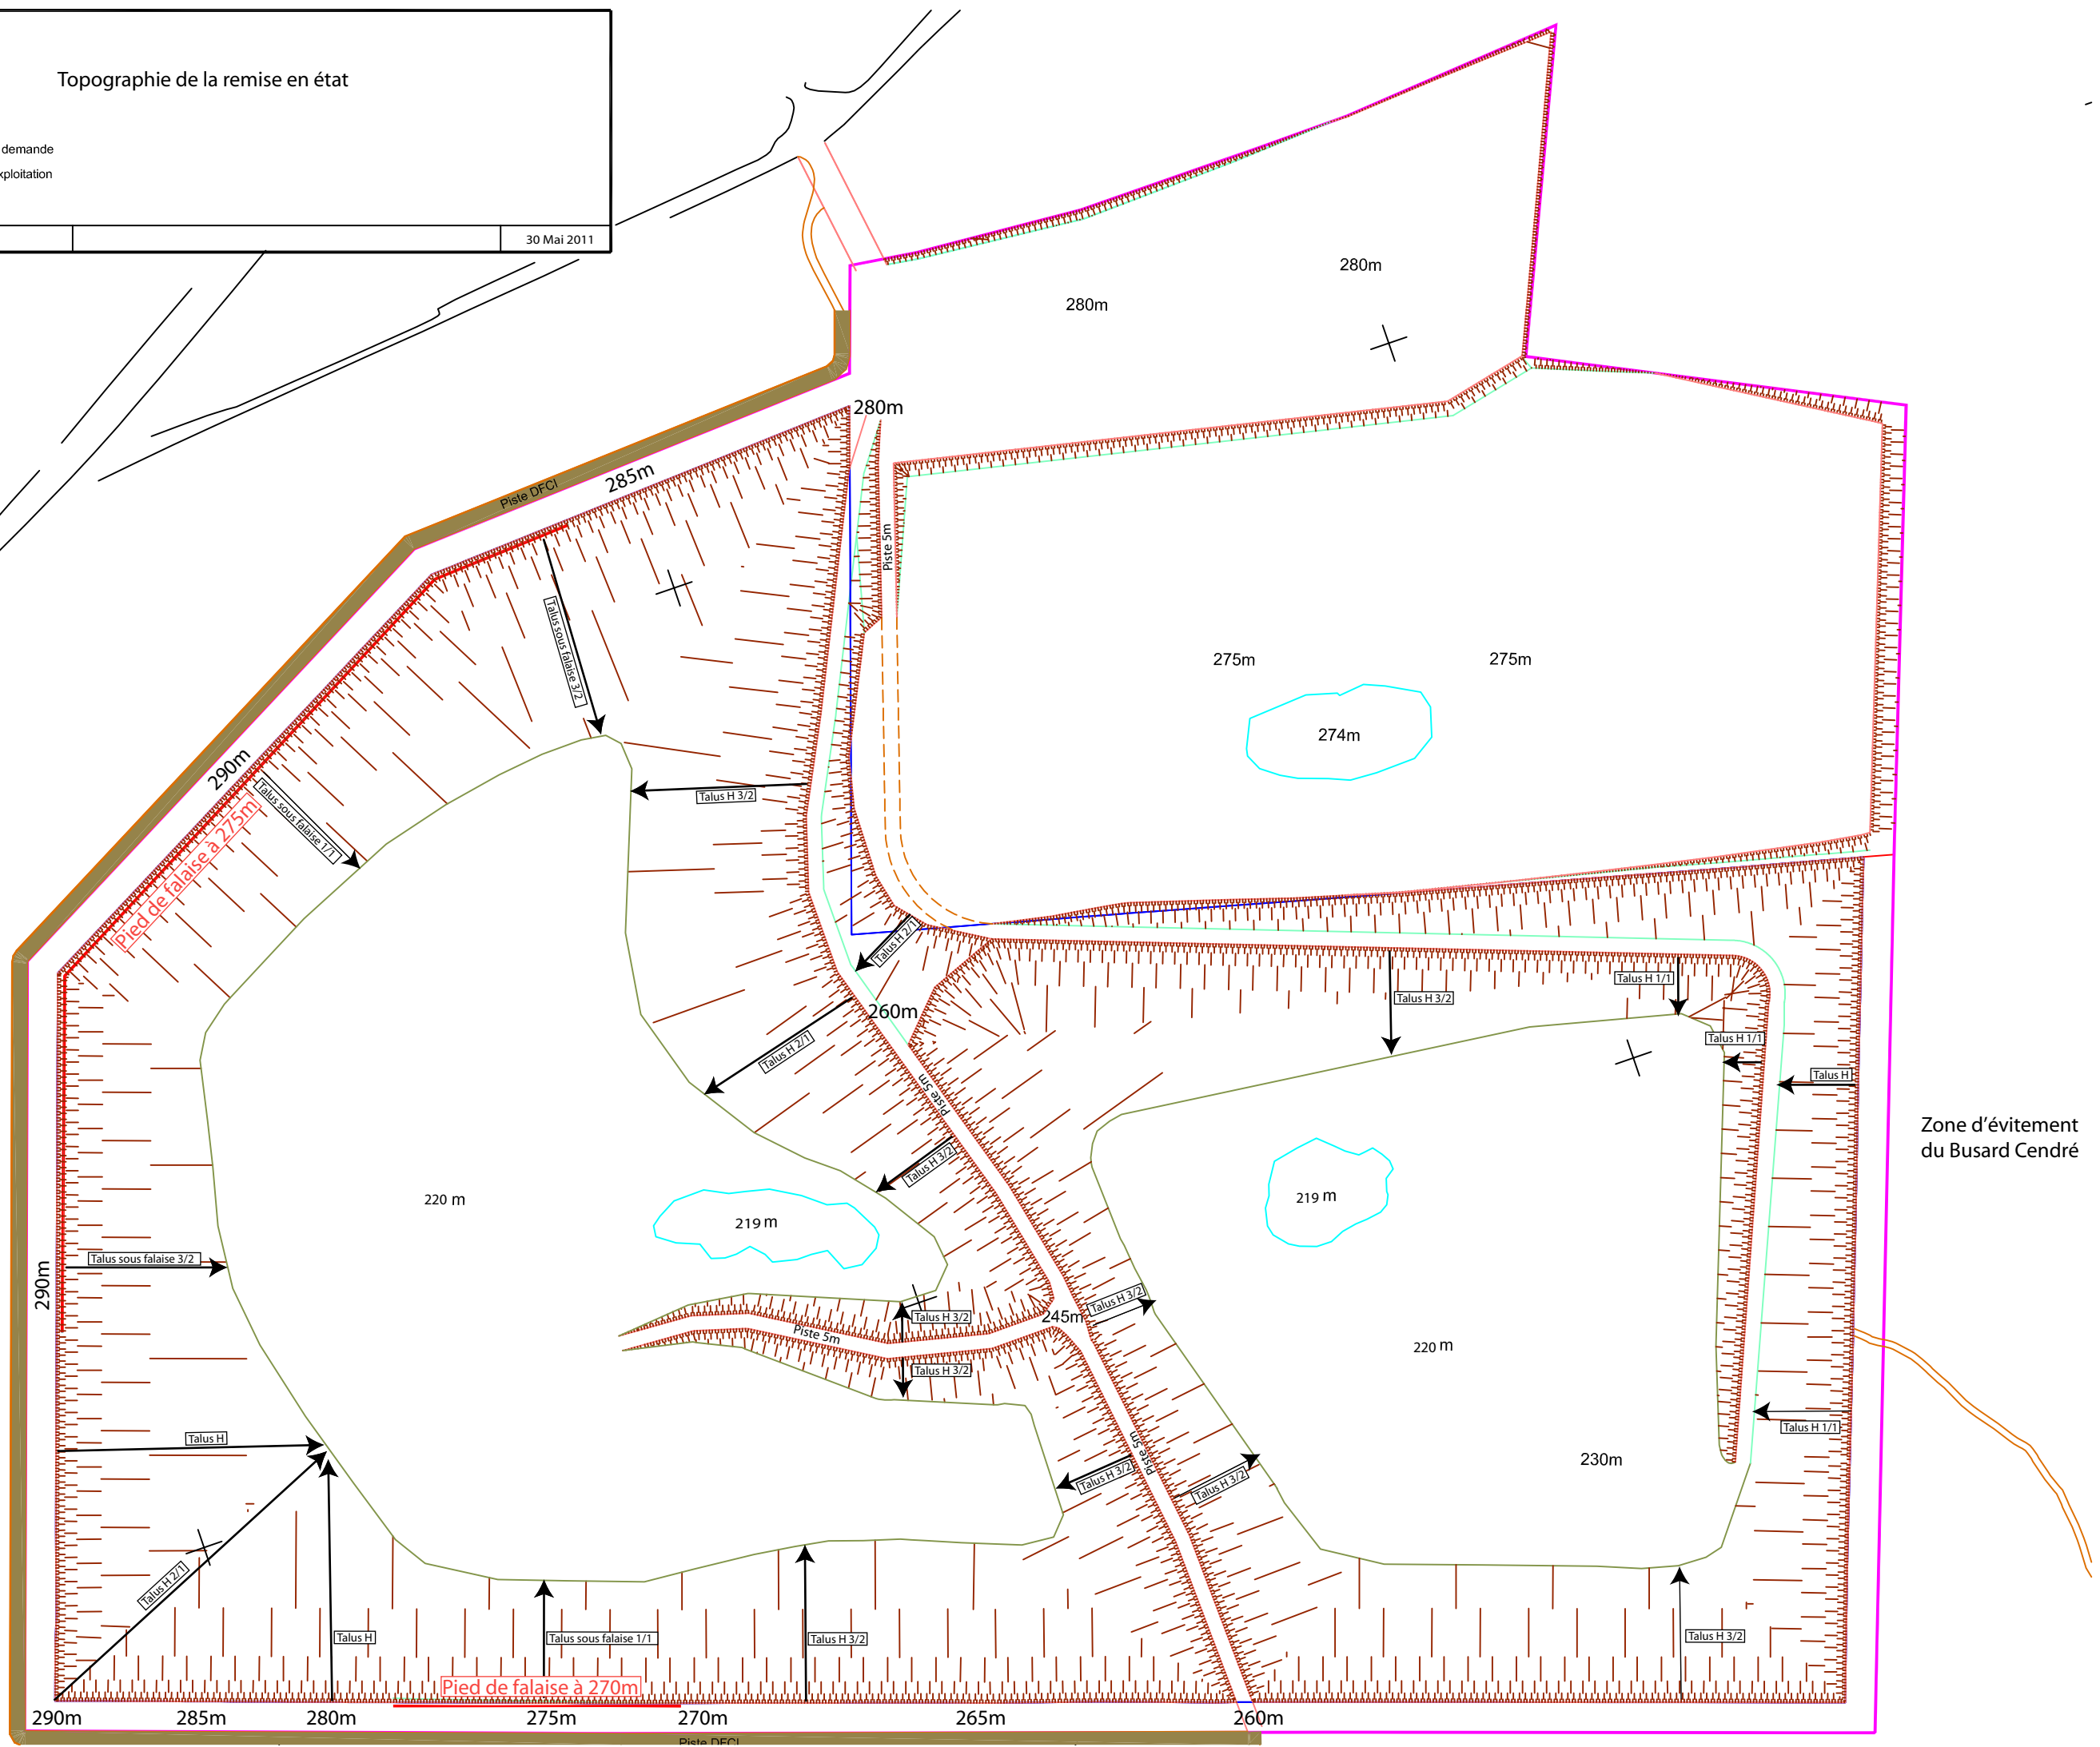 Topographie de la remise en état
demande
xploitation
30 Mai 2011
280m
280m
280m
285m
Piste DFCI
Piste 5m
Talus sous falaise 3/2
275m
275m
274m
290m
Talus sous falaise 1/1
Pied de falaise à 275m
Talus H 3/2
Talus H 2/1
260m
Talus H 3/2
Talus H 1/1
Talus H 1/1
Talus H
Talus H 2/1
Piste 5m
Zone d'évitement
du Busard Cendré
Talus H 3/2
220 m
219 m
219 m
Talus sous falaise 3/2
290m
Talus H 3/2
245m
Talus H 3/2
Piste 5m
Talus H 3/2
220 m
Talus H 1/1
Talus H
Piste 5m
Talus H 3/2
Talus H 3/2
230m
Talus H 2/1
Talus H
Talus sous falaise 1/1
Talus H 3/2
Talus H 3/2
Pied de falaise à 270m
290m
285m
280m
275m
270m
265m
260m
Piste DFCI